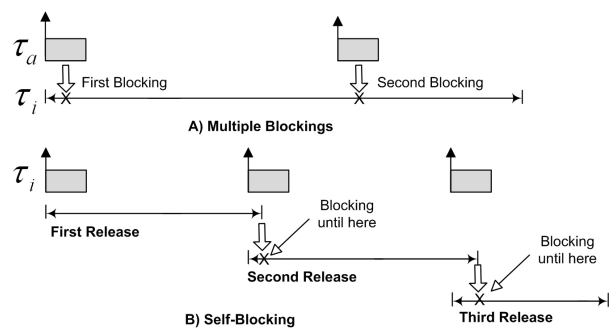 τa
First Blocking
Second Blocking
τi
A) Multiple Blockings
τi
First Release
Blocking
until here
Second Release
Blocking
until here
Third Release
B) Self-Blocking